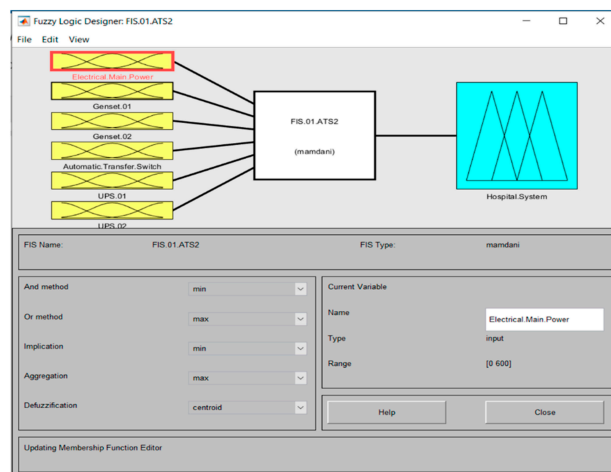 Fuzzy Logic Designer: FIS.01.ATS2
File Edit View
Electrical.Main.Power
Genset.01
Genset.02
Automatic.Transfer.Switch
UPS.01
UPS.02
FIS.01.ATS2
(mamdani)
Hospital.System
FIS Name: FIS.01.ATS2 FIS Type: mamdani
And method min
Or method max
Implication min
Aggregation max
Defuzzification centroid
Current Variable
Name Electrical.Main.Power
Type input
Range [0 600]
Help Close
Updating Membership Function Editor